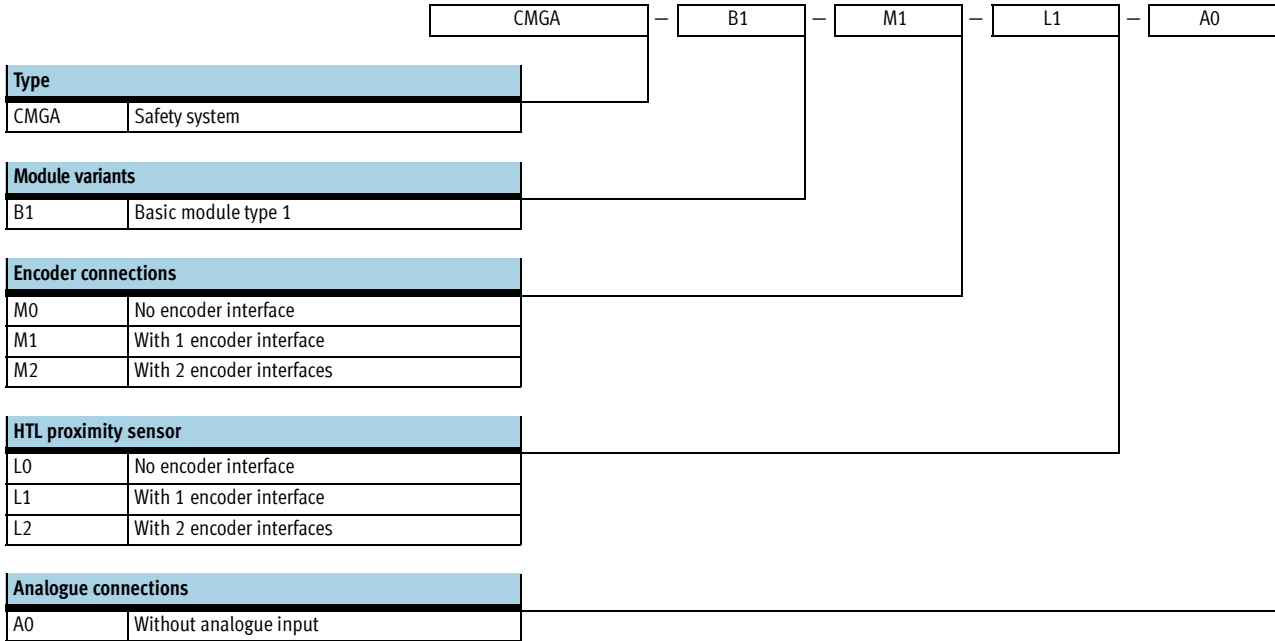 CMGA – B1 – M1 – L1 – A0
Type
CMGA Safety system
Module variants
B1 Basic module type 1
Encoder connections
M0 No encoder interface
M1 With 1 encoder interface
M2 With 2 encoder interfaces
HTL proximity sensor
L0 No encoder interface
L1 With 1 encoder interface
L2 With 2 encoder interfaces
Analogue connections
A0 Without analogue input